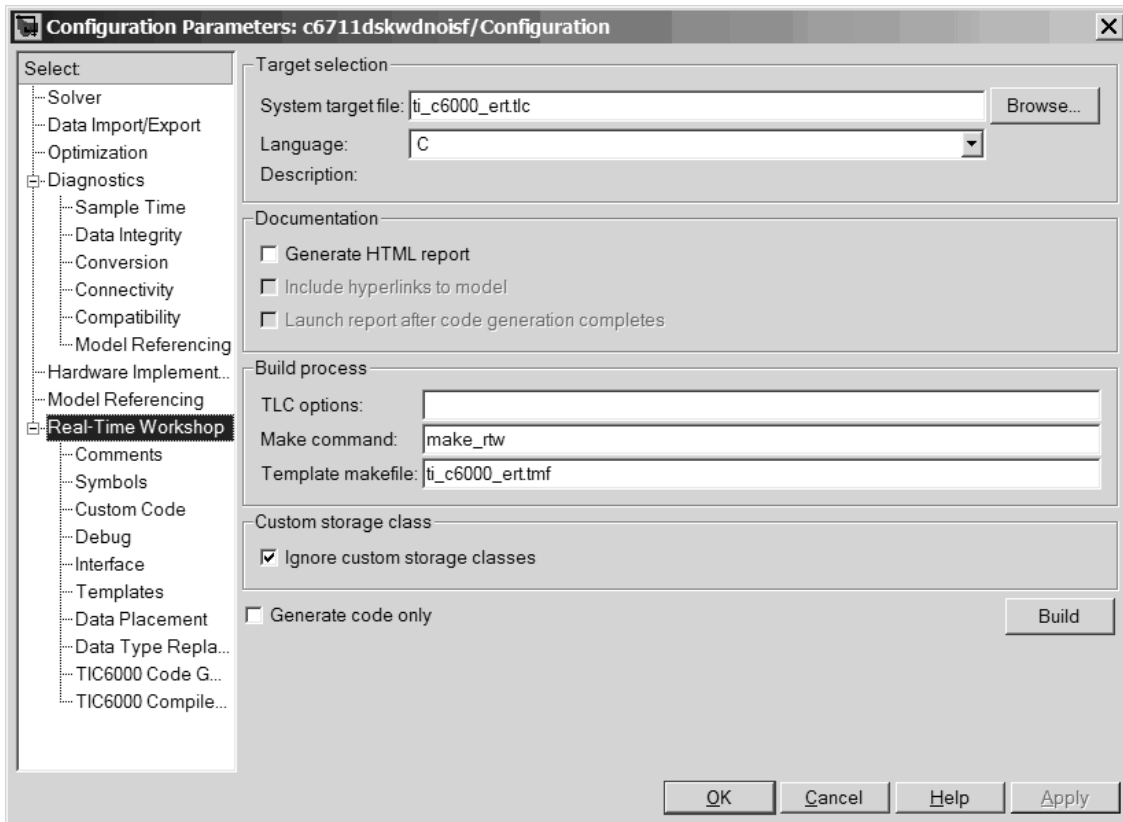 Configuration Parameters: c6711dskwdnoisf/Configuration
Select:
Solver
Data Import/Export
Optimization
Diagnostics
Sample Time
Data Integrity
Conversion
Connectivity
Compatibility
Model Referencing
Hardware Implement...
Model Referencing
Real-Time Workshop
Comments
Symbols
Custom Code
Debug
Interface
Templates
Data Placement
Data Type Repla...
TIC6000 Code G...
TIC6000 Compile...
Target selection
System target file: ti_c6000_ert.tlc Browse...
Language: C
Description:
Documentation
Generate HTML report
Include hyperlinks to model
Launch report after code generation completes
Build process
TLC options:
Make command: make_rtw
Template makefile: ti_c6000_ert.tmf
Custom storage class
Ignore custom storage classes
Generate code only Build
OK Cancel Help Apply